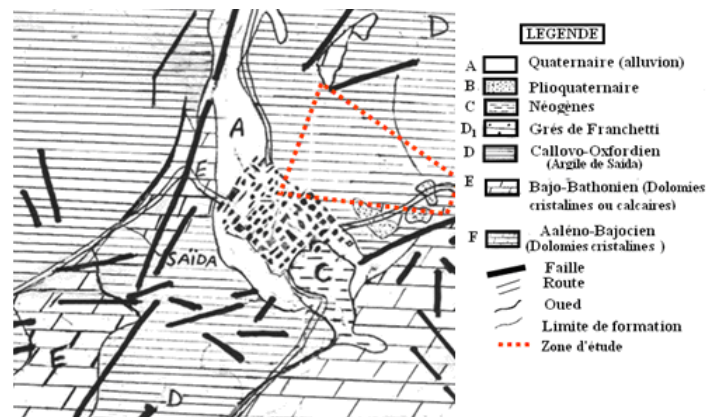 D
A
E
SAÏDA
C
E
D
LEGENDE
A Quaternaire (alluvion)
B Plioquaternaire
C Néogènes
D1 Grés de Franchetti
D Callovo-Oxfordien
(Argile de Saida)
E Bajo-Bathonien (Dolomies
cristalines ou calcaires)
F Aaléno-Bajocien
(Dolomies cristalines )
Faille
Route
Oued
Limite de formation
Zone d'étude